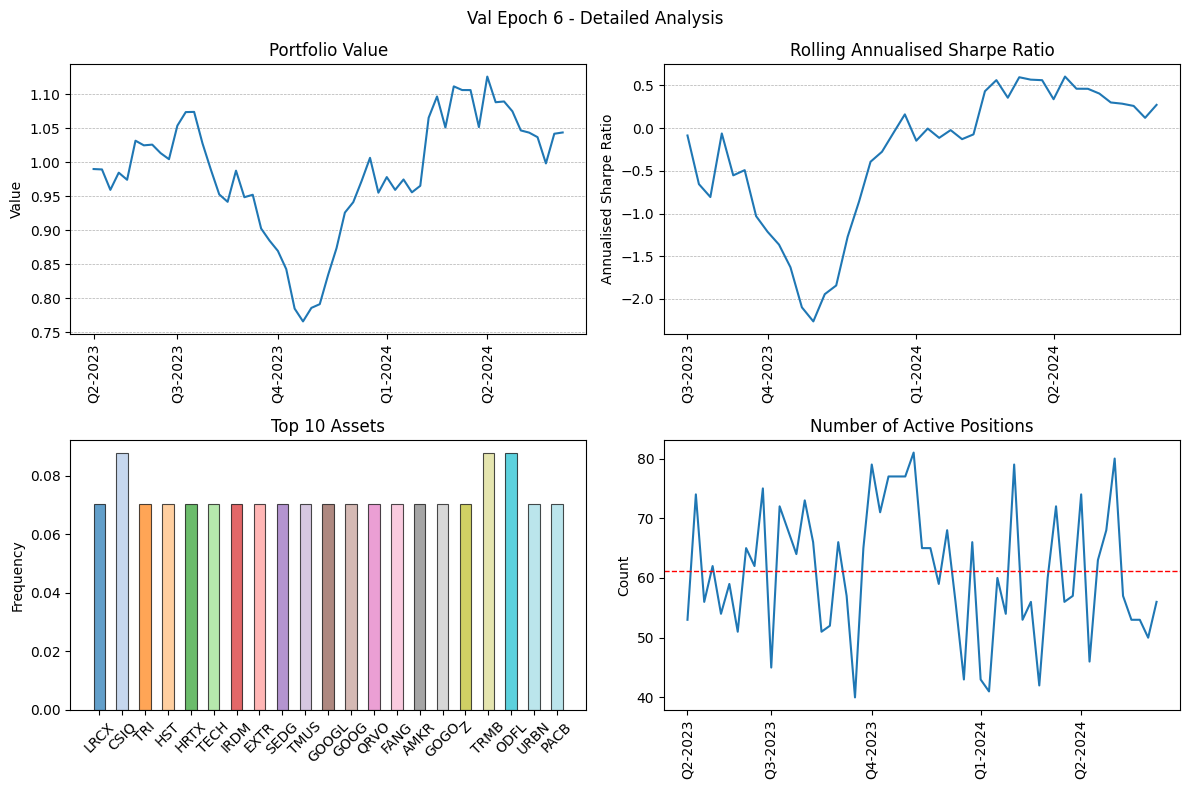 Val Epoch 6 - Detailed Analysis
Portfolio Value
Value
1.10
1.05
1.00
0.95
0.90
0.85
0.80
0.75
Q2-2023
Q3-2023
Q4-2023
Q1-2024
Q2-2024
Rolling Annualised Sharpe Ratio
Annualised Sharpe Ratio
0.5
0.0
−0.5
−1.0
−1.5
−2.0
Q3-2023
Q4-2023
Q1-2024
Q2-2024
Top 10 Assets
Frequency
0.08
0.06
0.04
0.02
0.00
LRCX
CSIQ
TRI
HST
HRTX
TECH
IRDM
EXTR
SEDG
TMUS
GOOGL
GOOG
QRVO
FANG
AMKR
GOGO
Z
TRMB
ODFL
URBN
PACB
Number of Active Positions
Count
80
70
60
50
40
Q2-2023
Q3-2023
Q4-2023
Q1-2024
Q2-2024